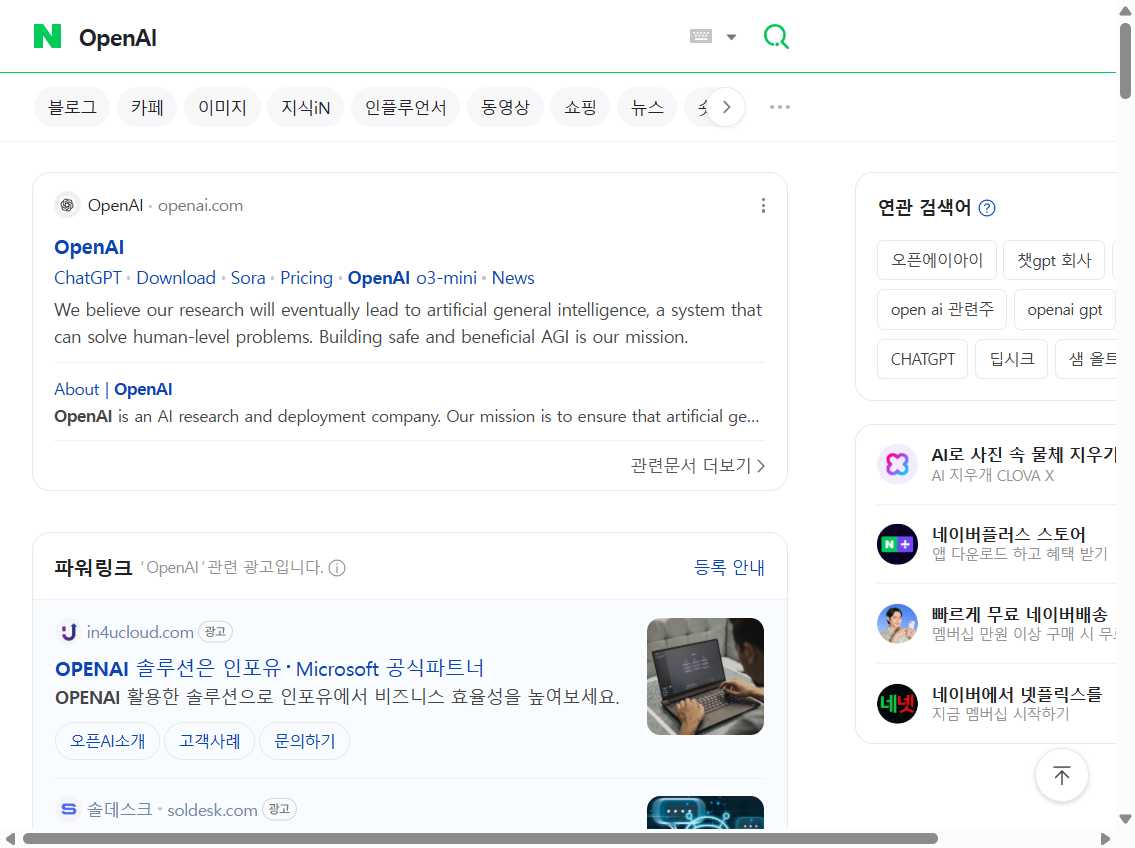 N OpenAI
블로그 카페 이미지 지식iN 인플루언서 동영상 쇼핑 뉴스
OpenAI · openai.com
OpenAI
ChatGPT · Download · Sora · Pricing · OpenAI o3-mini · News
We believe our research will eventually lead to artificial general intelligence, a system that
can solve human-level problems. Building safe and beneficial AGI is our mission.
About | OpenAI
OpenAI is an AI research and deployment company. Our mission is to ensure that artificial ge...
관련문서 더보기
파워링크 'OpenAI'관련 광고입니다. 등록 안내
in4ucloud.com 광고
OPENAI 솔루션은 인포유·Microsoft 공식파트너
OPENAI 활용한 솔루션으로 인포유에서 비즈니스 효율성을 높여보세요.
오픈AI소개 고객사례 문의하기
솔데스크 · soldesk.com 광고
연관 검색어
오픈에이아이 챗gpt 회사
open ai 관련주 openai gpt
CHATGPT 딥시크 샘 올트
AI로 사진 속 물체 지우기
AI 지우개 CLOVA X
N +
네이버플러스 스토어
앱 다운로드 하고 혜택 받기
빠르게 무료 네이버배송
멤버십 만원 이상 구매 시 무료
네넷
네이버에서 넷플릭스를
지금 멤버십 시작하기